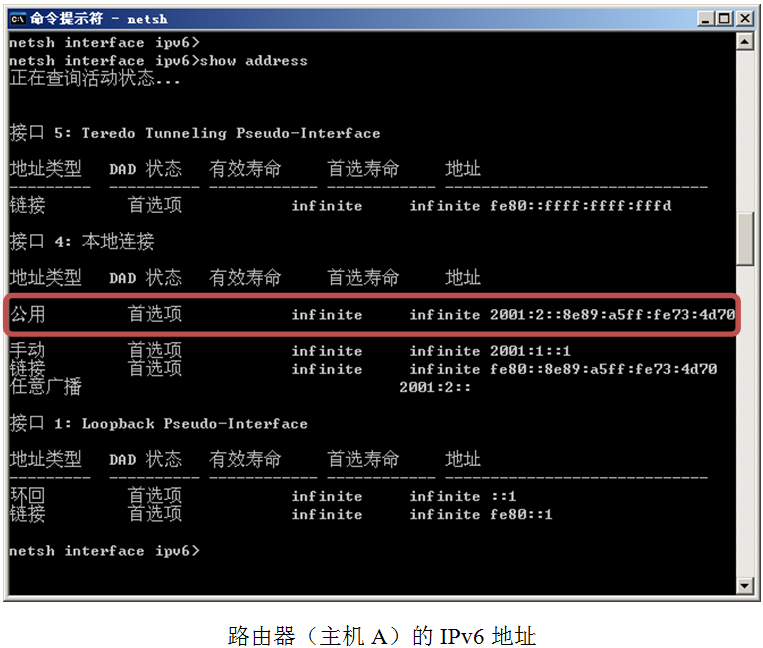 命令提示符 - netsh
netsh interface ipv6>
netsh interface ipv6>show address
正在查询活动状态...
接口 5: Teredo Tunneling Pseudo-Interface
地址类型 DAD 状态 有效寿命 首选寿命 地址
--------- ---------- ------------ ------------ -----------------------------
链接 首选项 infinite infinite fe80::ffff:ffff:fffd
接口 4: 本地连接
地址类型 DAD 状态 有效寿命 首选寿命 地址
--------- ---------- ------------ ------------ -----------------------------
公用 首选项 infinite infinite 2001:2::8e89:a5ff:fe73:4d70
手动 首选项 infinite infinite 2001:1::1
链接 首选项 infinite infinite fe80::8e89:a5ff:fe73:4d70
任意广播 2001:2::
接口 1: Loopback Pseudo-Interface
地址类型 DAD 状态 有效寿命 首选寿命 地址
--------- ---------- ------------ ------------ -----------------------------
环回 首选项 infinite infinite ::1
链接 首选项 infinite infinite fe80::1
netsh interface ipv6>
路由器（主机 A）的 IPv6 地址